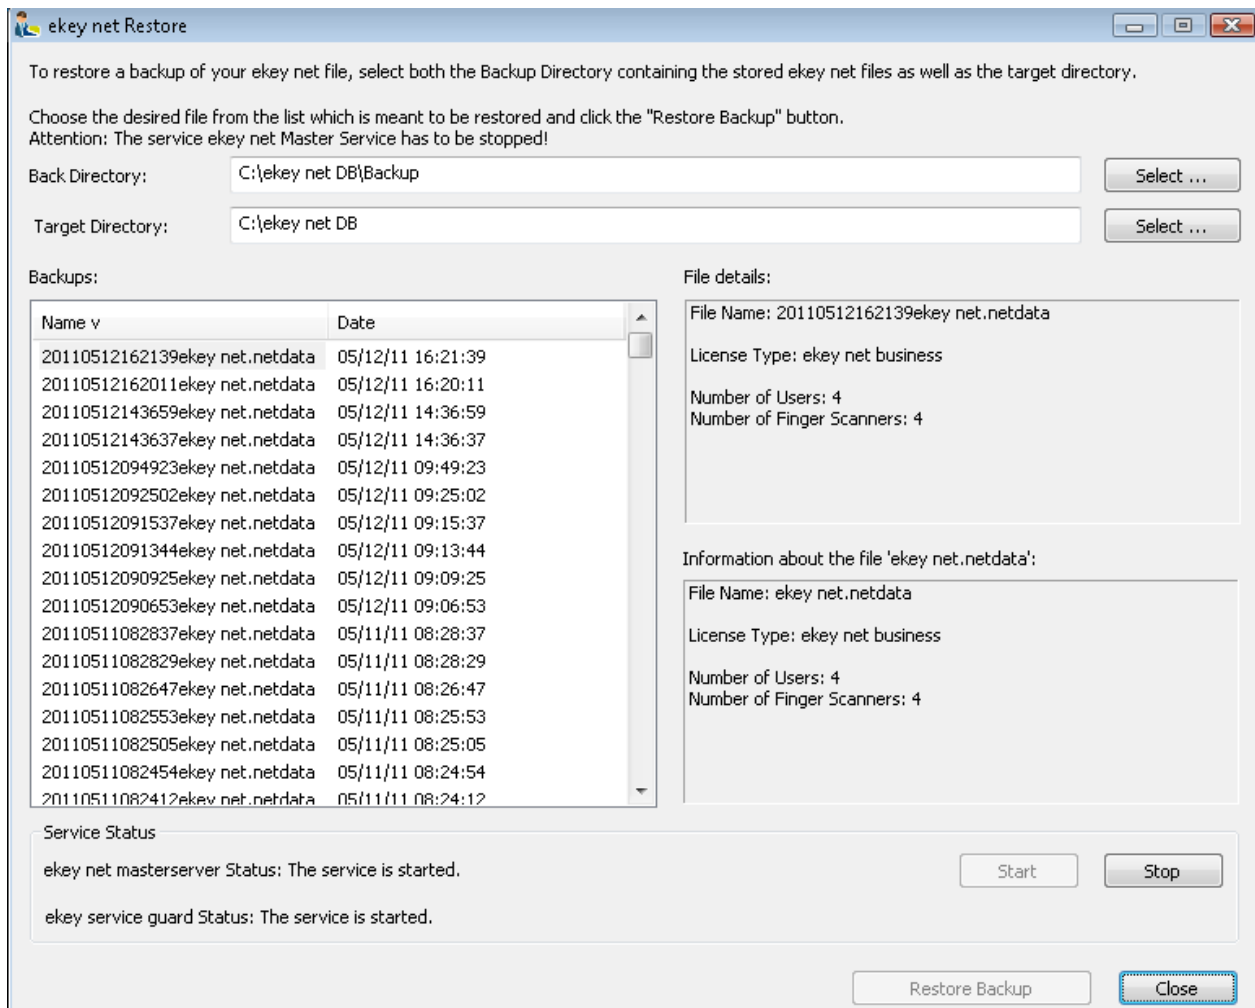 ekey net Restore
To restore a backup of your ekey net file, select both the Backup Directory containing the stored ekey net files as well as the target directory.
Choose the desired file from the list which is meant to be restored and click the "Restore Backup" button.
Attention: The service ekey net Master Service has to be stopped!
Back Directory: C:\ekey net DB\Backup Select ...
Target Directory: C:\ekey net DB Select ...
Backups:
Name v Date
20110512162139ekey net.netdata 05/12/11 16:21:39
20110512162011ekey net.netdata 05/12/11 16:20:11
20110512143659ekey net.netdata 05/12/11 14:36:59
20110512143637ekey net.netdata 05/12/11 14:36:37
20110512094923ekey net.netdata 05/12/11 09:49:23
20110512092502ekey net.netdata 05/12/11 09:25:02
20110512091537ekey net.netdata 05/12/11 09:15:37
20110512091344ekey net.netdata 05/12/11 09:13:44
20110512090925ekey net.netdata 05/12/11 09:09:25
20110512090653ekey net.netdata 05/12/11 09:06:53
20110511082837ekey net.netdata 05/11/11 08:28:37
20110511082829ekey net.netdata 05/11/11 08:28:29
20110511082647ekey net.netdata 05/11/11 08:26:47
20110511082553ekey net.netdata 05/11/11 08:25:53
20110511082505ekey net.netdata 05/11/11 08:25:05
20110511082454ekey net.netdata 05/11/11 08:24:54
20110511082412ekey net.netdata 05/11/11 08:24:12
File details:
File Name: 20110512162139ekey net.netdata
License Type: ekey net business
Number of Users: 4
Number of Finger Scanners: 4
Information about the file 'ekey net.netdata':
File Name: ekey net.netdata
License Type: ekey net business
Number of Users: 4
Number of Finger Scanners: 4
Service Status
ekey net masterserver Status: The service is started. Start Stop
ekey service guard Status: The service is started.
Restore Backup Close